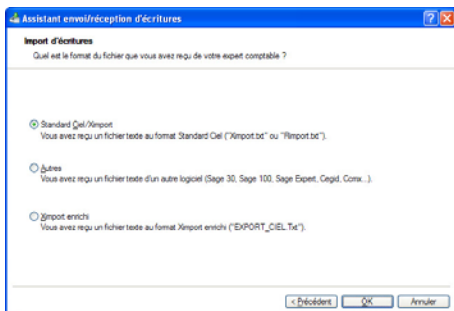 Assistant envoi/réception d'écritures
Import d'écritures
Quel est le format du fichier que vous avez reçu de votre expert comptable ?
Standard Ciel/Ximport
Vous avez reçu un fichier texte au format Standard Ciel ("Ximport.txt" ou "Rimport.txt").
Autres
Vous avez reçu un fichier texte d'un autre logiciel (Sage 30, Sage 100, Sage Expert, Cegid, Comx...).
Ximport enrichi
Vous avez reçu un fichier texte au format Ximport enrichi ("EXPORT_CIEL.Txt").
< Précédent OK Annuler